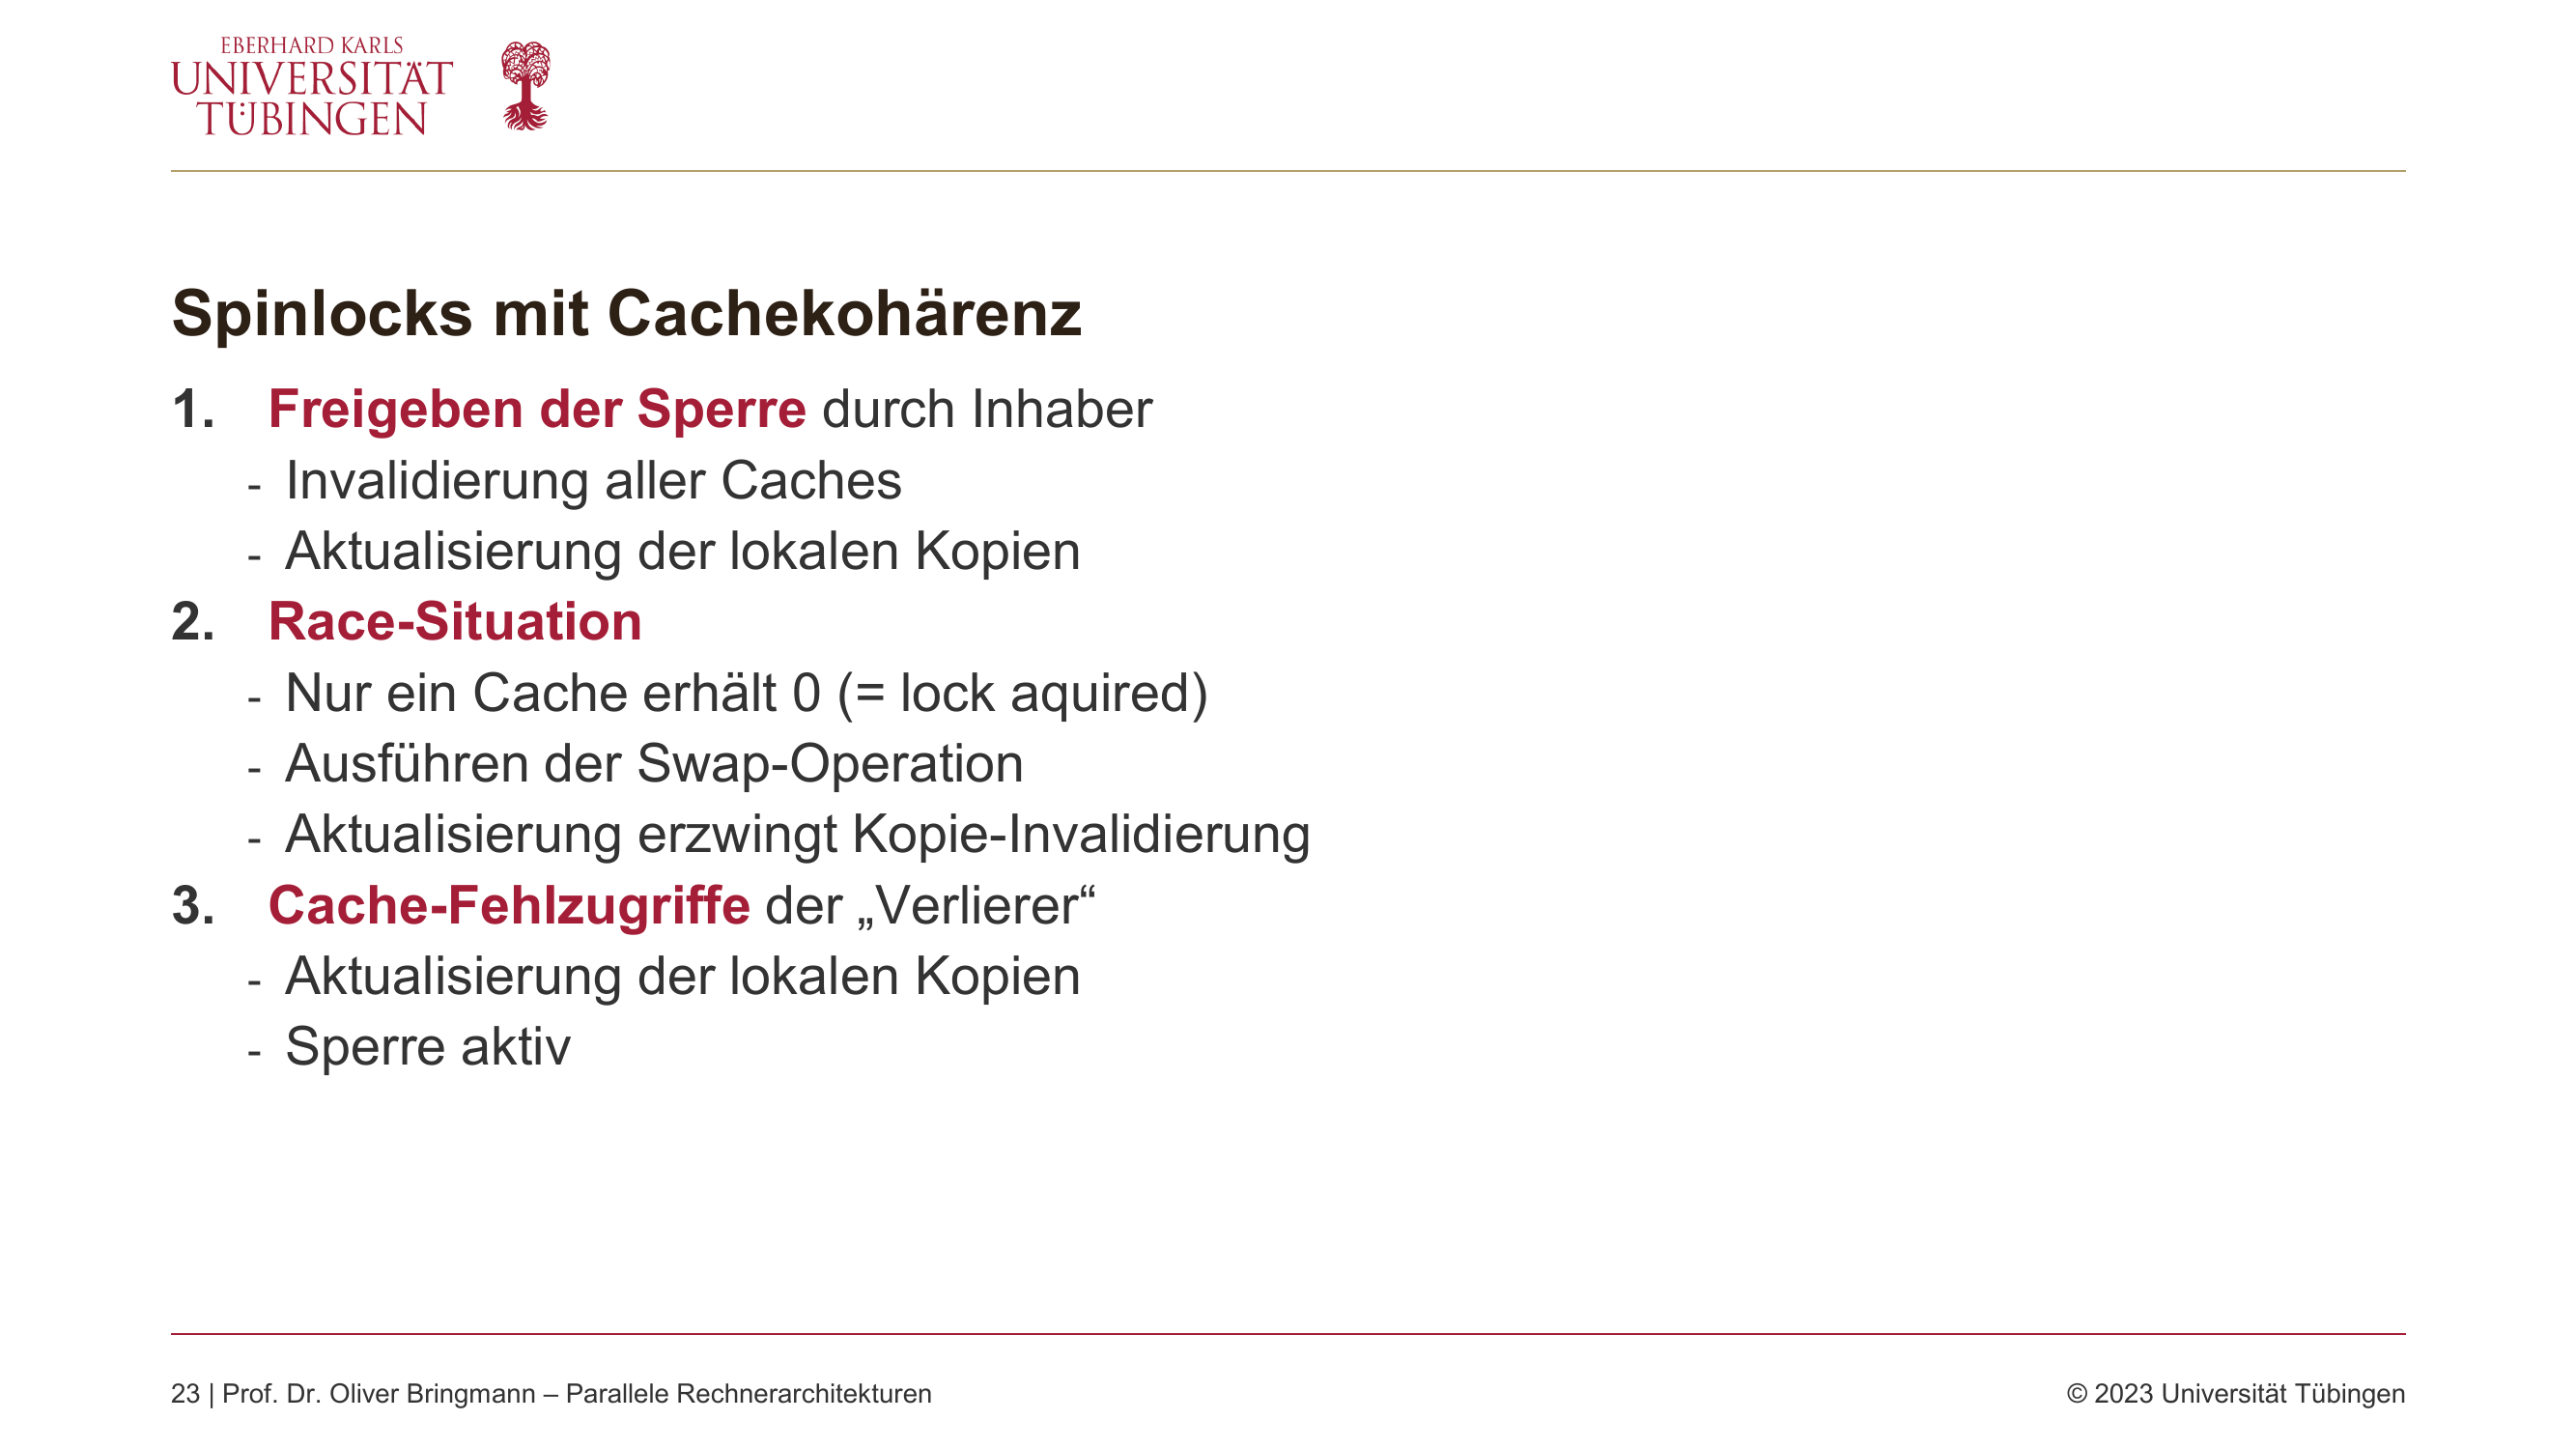 EBERHARD KARLS
UNIVERSITÄT
TÜBINGEN
Spinlocks mit Cachekohärenz
1. Freigeben der Sperre durch Inhaber
- Invalidierung aller Caches
- Aktualisierung der lokalen Kopien
2. Race-Situation
- Nur ein Cache erhält 0 (= lock aquired)
- Ausführen der Swap-Operation
- Aktualisierung erzwingt Kopie-Invalidierung
3. Cache-Fehlzugriffe der „Verlierer“
- Aktualisierung der lokalen Kopien
- Sperre aktiv
23 | Prof. Dr. Oliver Bringmann – Parallele Rechnerarchitekturen
© 2023 Universität Tübingen